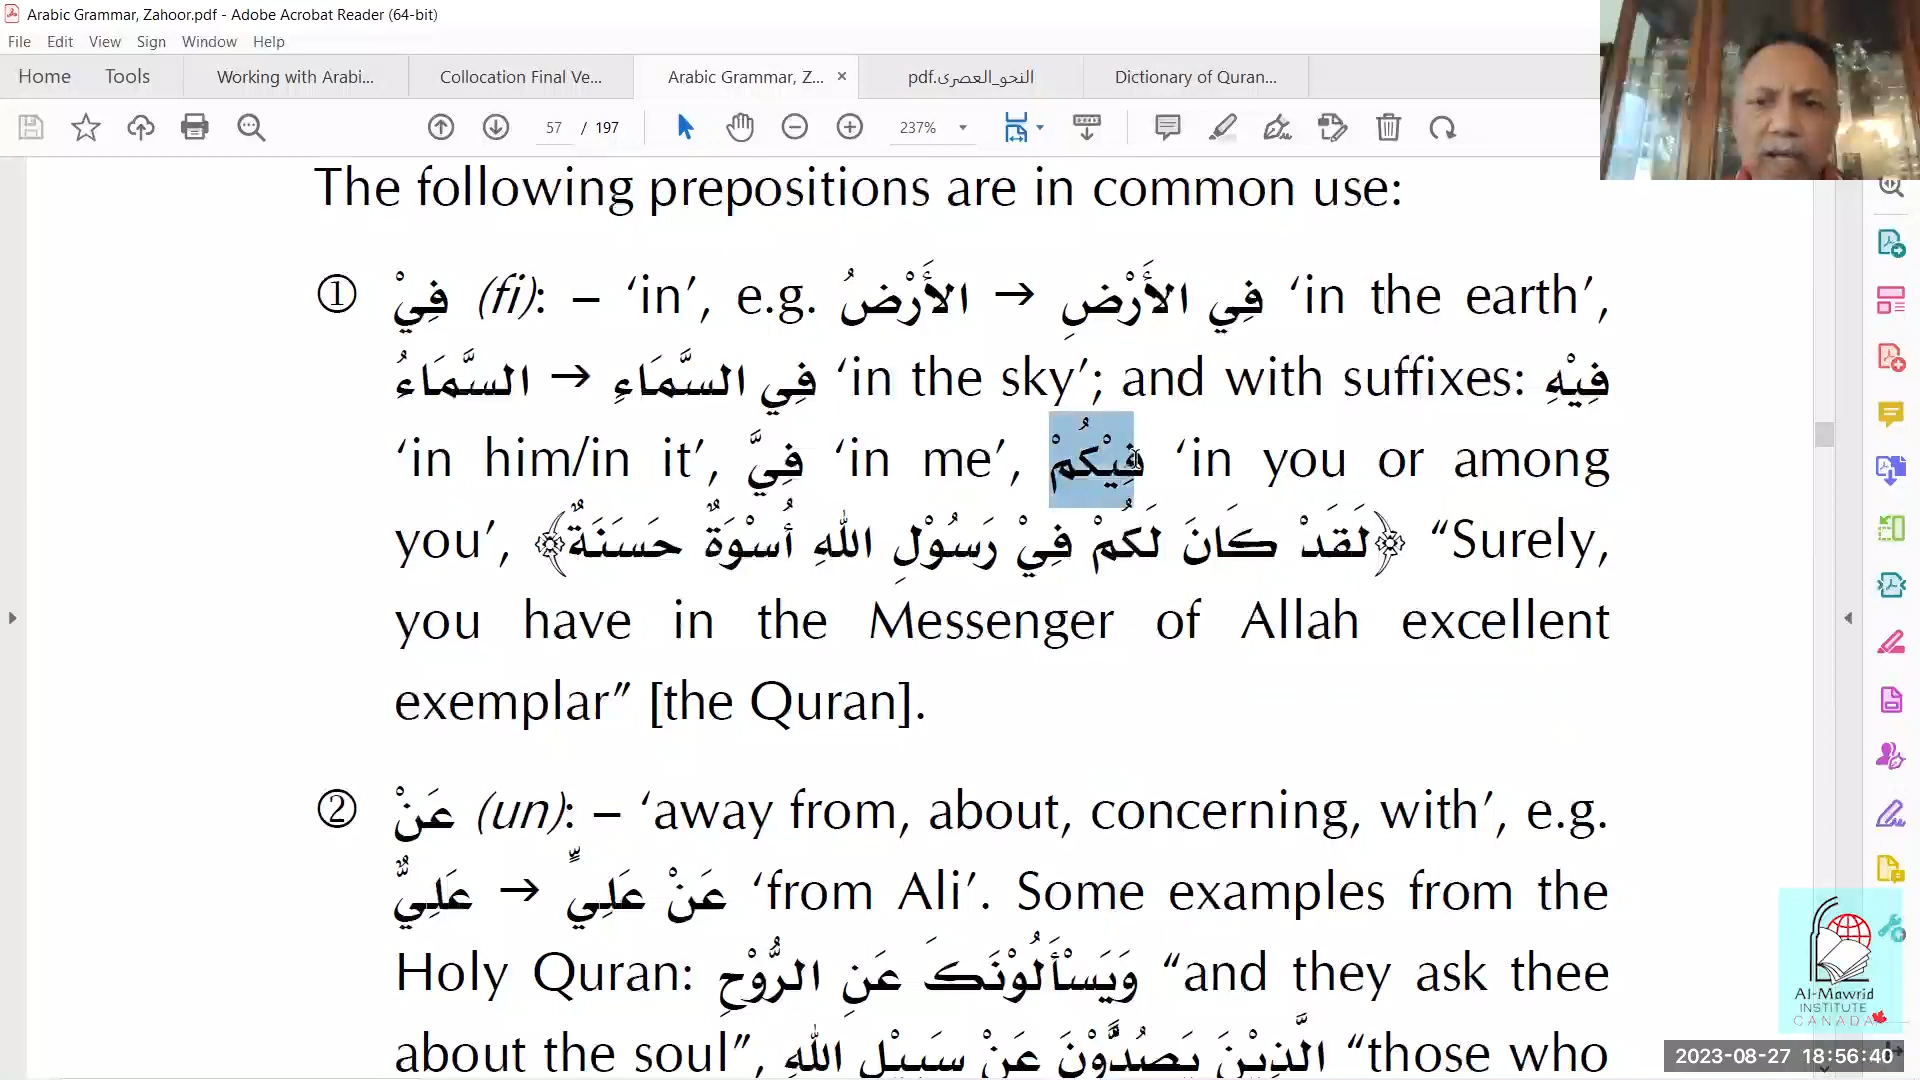 Arabic Grammar, Zahoor.pdf - Adobe Acrobat Reader (64-bit)
File Edit View Sign Window Help
Home Tools Working with Arabi... Collocation Final Ve... Arabic Grammar, Z... × النحو_العصرى.pdf Dictionary of Quran...
57 / 197 237%
The following prepositions are in common use:
① فِيْ (fi): – ‘in’, e.g. الأَرْضُ → فِي الأَرْضِ ‘in the earth’,
السَّمَاءُ → فِي السَّمَاءِ ‘in the sky’; and with suffixes: فِيْهِ
‘in him/in it’, فِيَّ ‘in me’, فِيْكُمْ ‘in you or among
you’, ﴿لَقَدْ كَانَ لَكُمْ فِيْ رَسُوْلِ اللهِ أُسْوَةٌ حَسَنَةٌ﴾ “Surely,
you have in the Messenger of Allah excellent
exemplar” [the Quran].
② عَنْ (un): – ‘away from, about, concerning, with’, e.g.
عَلِيٌّ → عَنْ عَلِيٍّ ‘from Ali’. Some examples from the
Holy Quran: وَيَسْأَلُوْنَكَ عَنِ الرُّوْحِ “and they ask thee
about the soul”, الَّذِيْنَ يَصُدُّوْنَ عَنْ سَبِيْلِ اللهِ “those who
Al-Mawrid
INSTITUTE
CANADA
2023-08-27 18:56:40